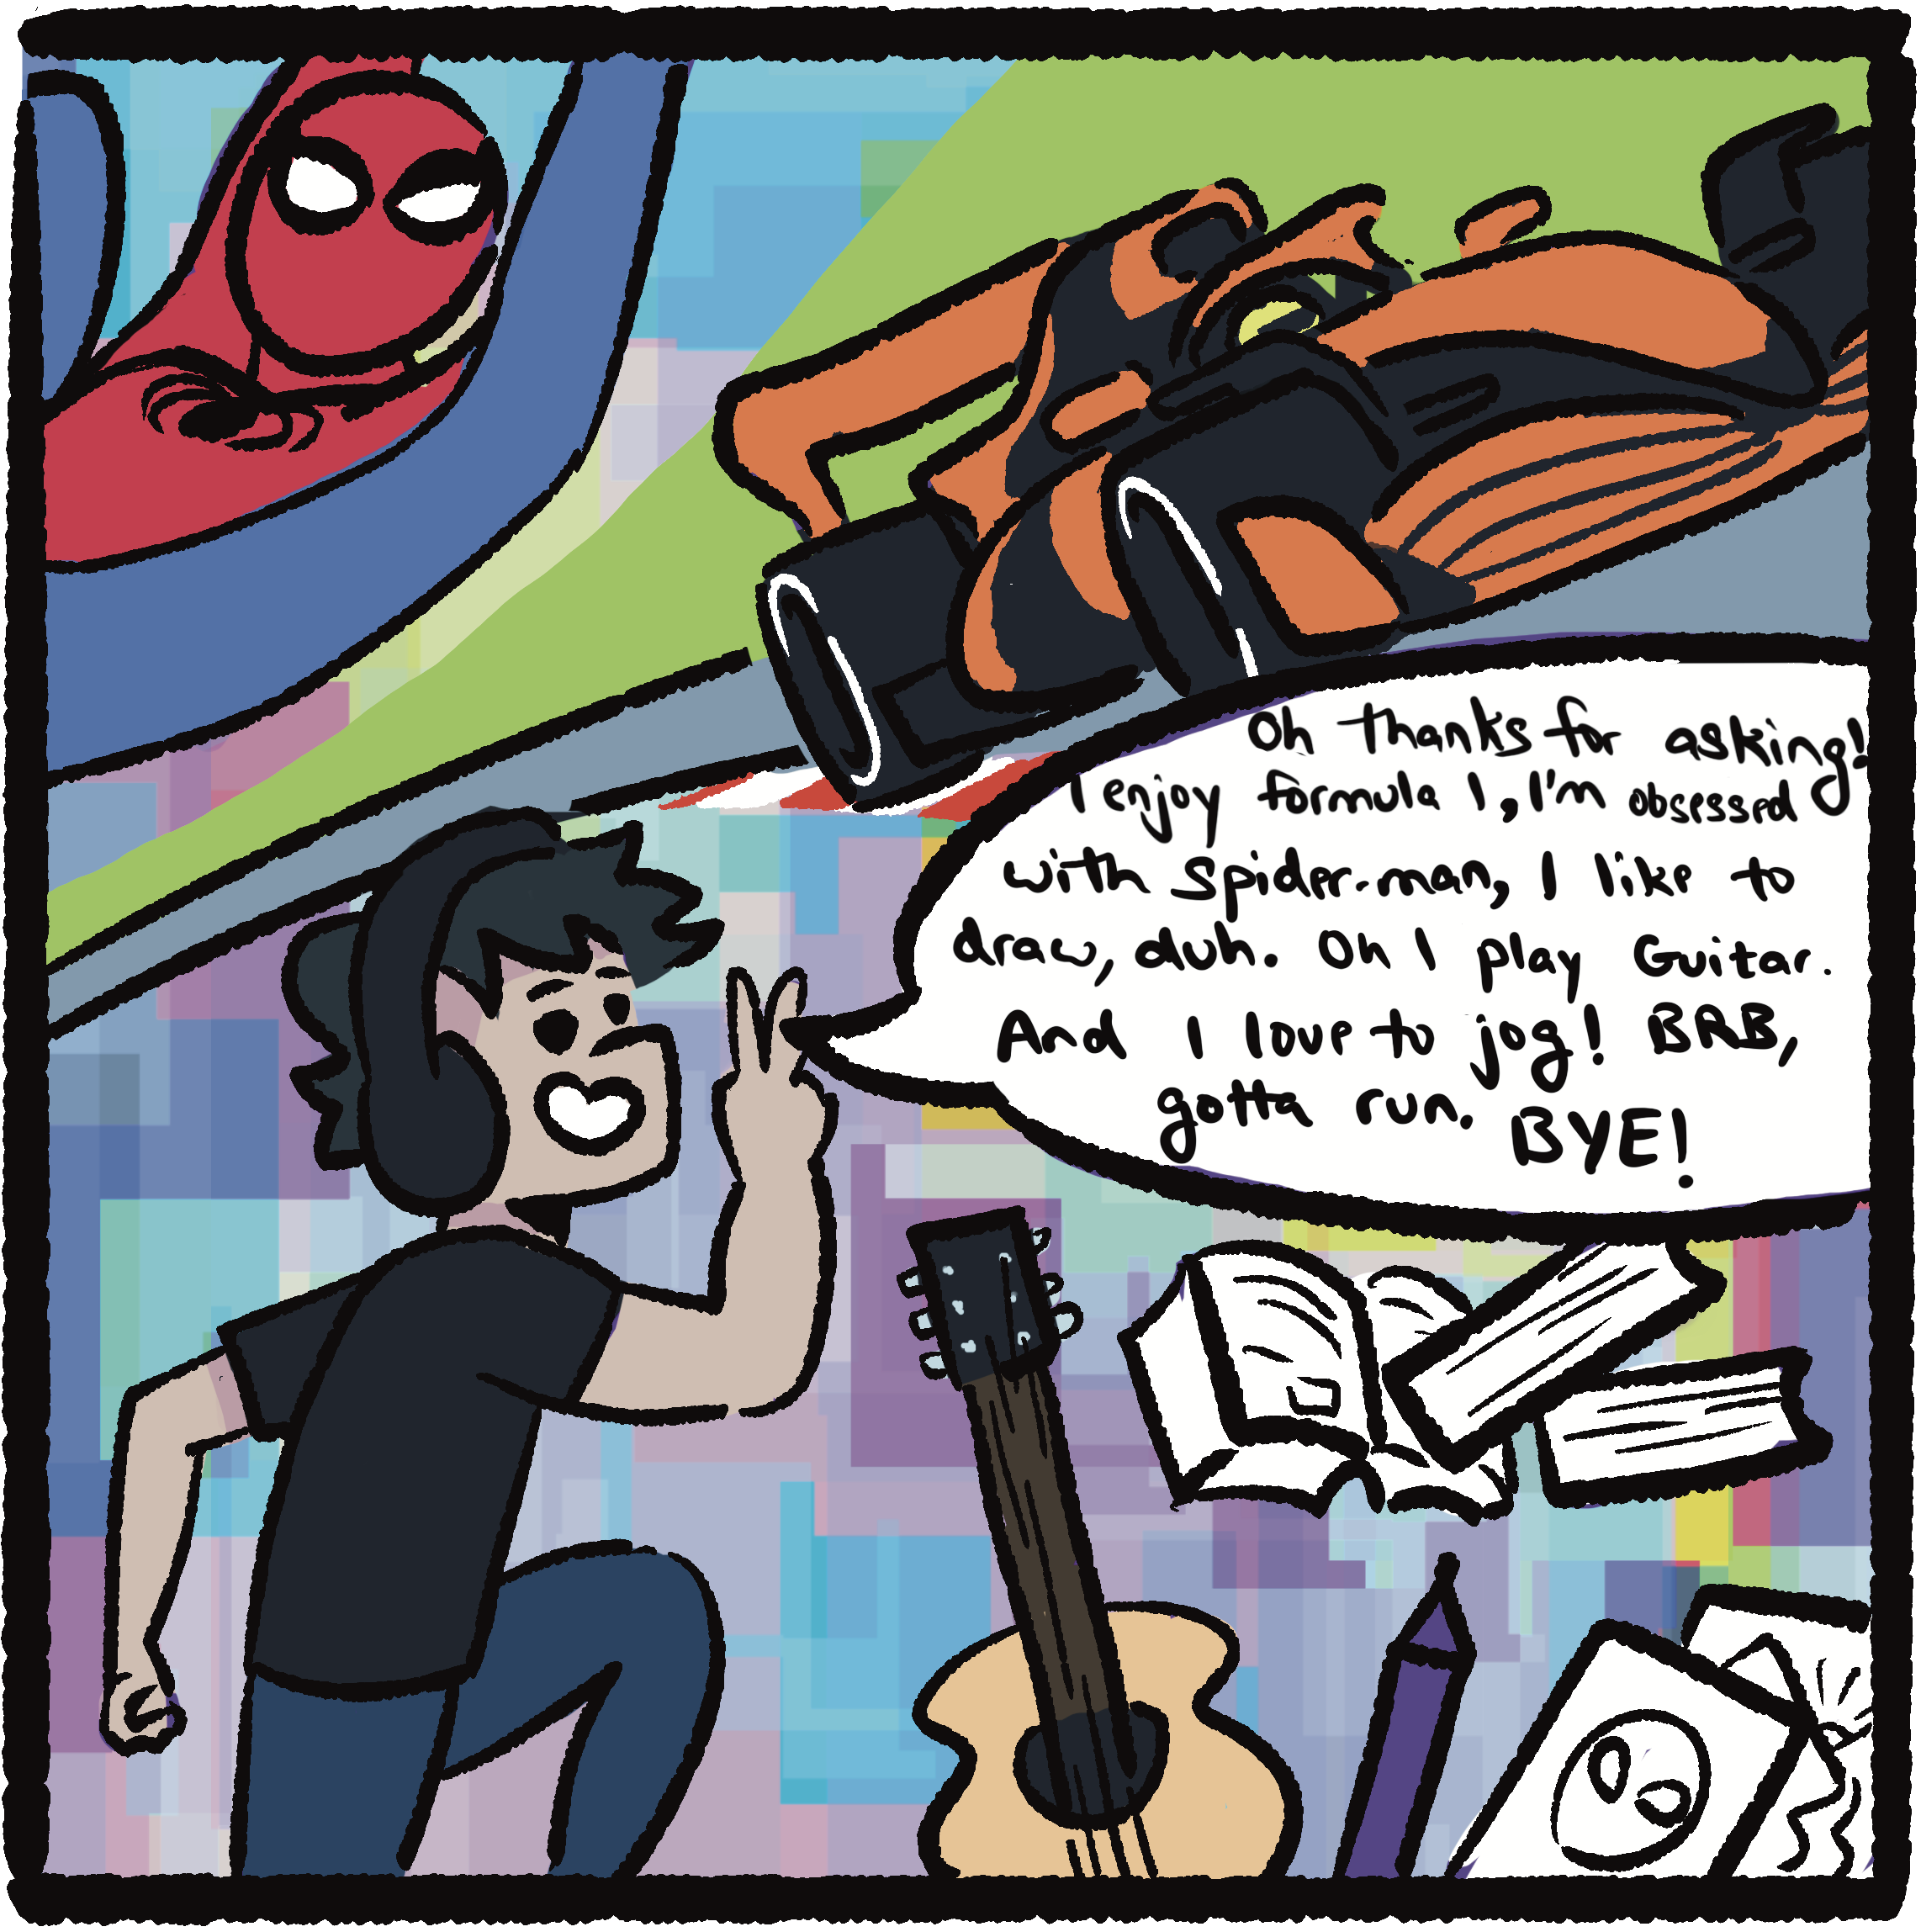 Oh thanks for asking!
I enjoy formula 1, I'm obsessed
with spider-man, I like to
draw, duh. Oh I play Guitar.
And I love to jog! BRB,
gotta run. BYE!